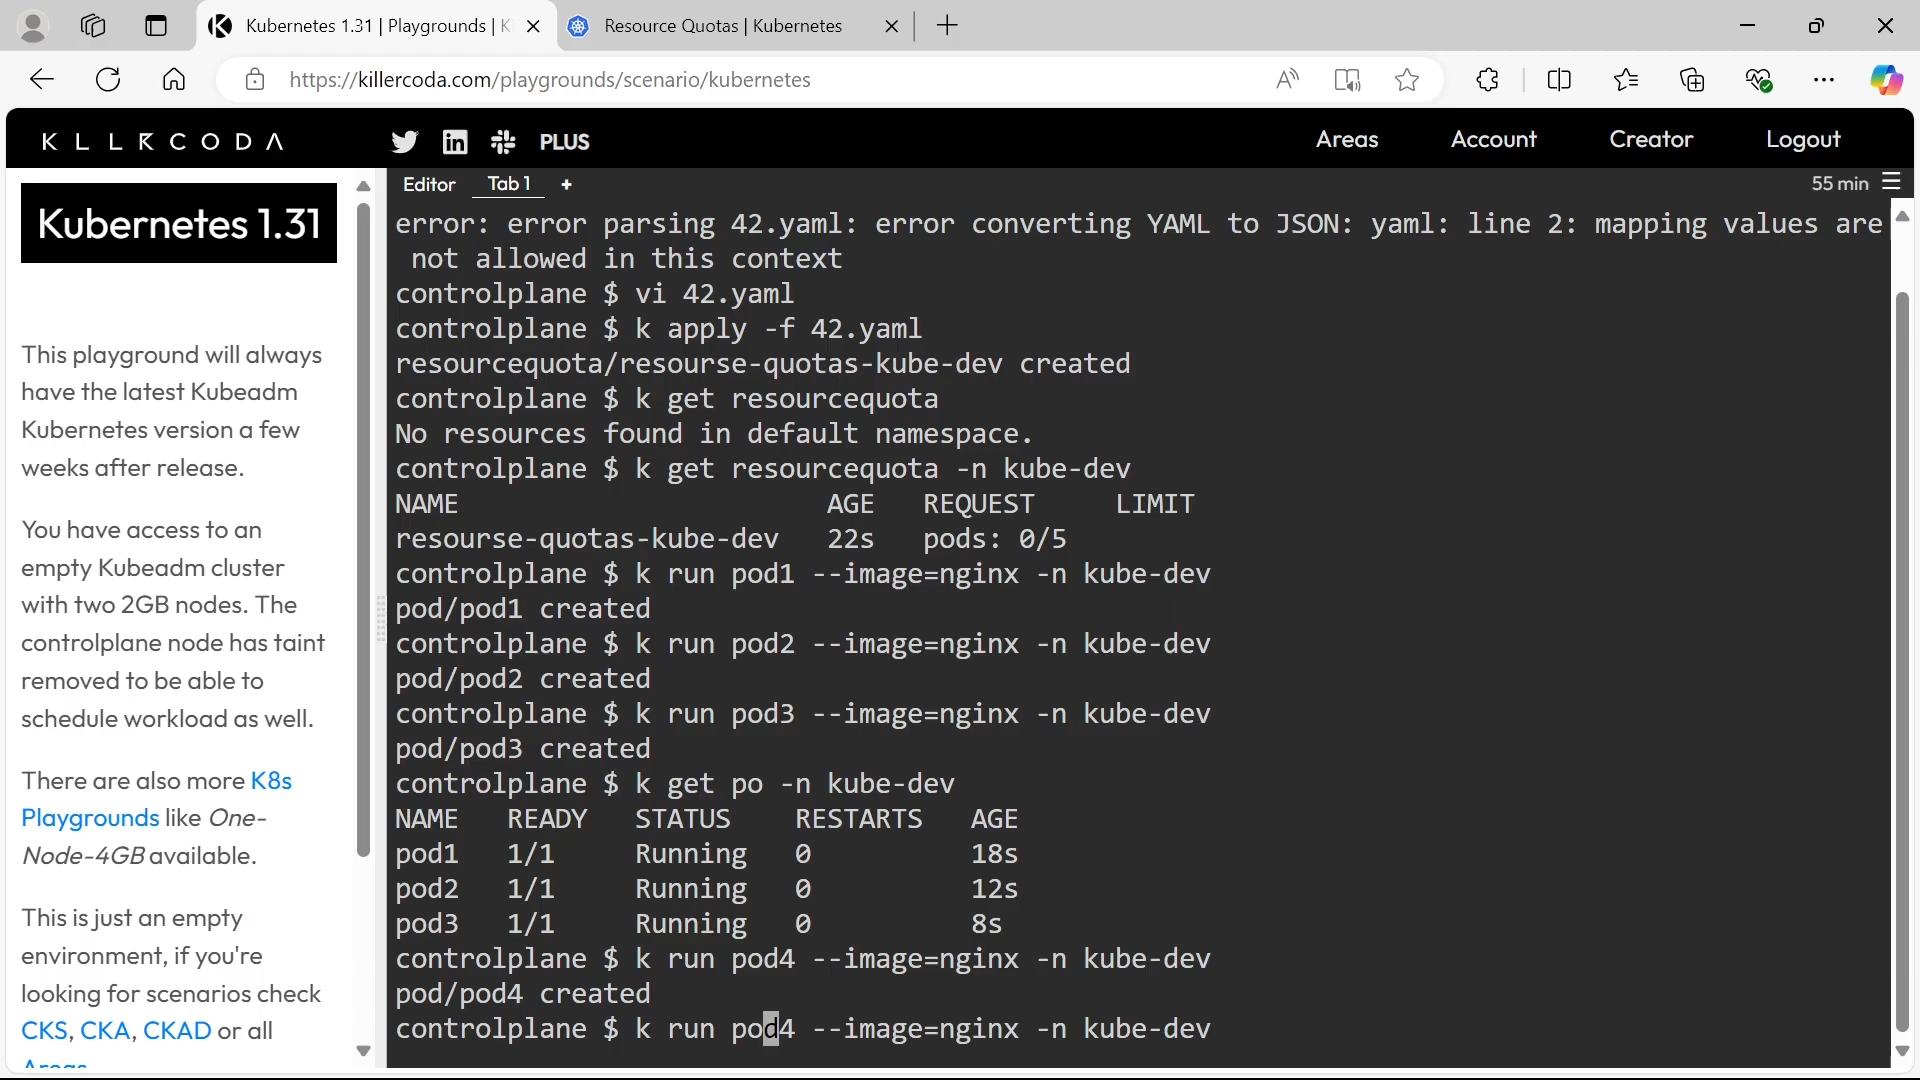 Kubernetes 1.31 | Playgrounds | K
Resource Quotas | Kubernetes
https://killercoda.com/playgrounds/scenario/kubernetes
KLLRCODA
PLUS
Areas
Account
Creator
Logout
Editor
Tab 1
+
55 min
Kubernetes 1.31
This playground will always
have the latest Kubeadm
Kubernetes version a few
weeks after release.
You have access to an
empty Kubeadm cluster
with two 2GB nodes. The
controlplane node has taint
removed to be able to
schedule workload as well.
There are also more K8s
Playgrounds like One-
Node-4GB available.
This is just an empty
environment, if you're
looking for scenarios check
CKS, CKA, CKAD or all
Areas
error: error parsing 42.yaml: error converting YAML to JSON: yaml: line 2: mapping values are
not allowed in this context
controlplane $ vi 42.yaml
controlplane $ k apply -f 42.yaml
resourcequota/resourse-quotas-kube-dev created
controlplane $ k get resourcequota
No resources found in default namespace.
controlplane $ k get resourcequota -n kube-dev
NAME AGE REQUEST LIMIT
resourse-quotas-kube-dev 22s pods: 0/5
controlplane $ k run pod1 --image=nginx -n kube-dev
pod/pod1 created
controlplane $ k run pod2 --image=nginx -n kube-dev
pod/pod2 created
controlplane $ k run pod3 --image=nginx -n kube-dev
pod/pod3 created
controlplane $ k get po -n kube-dev
NAME READY STATUS RESTARTS AGE
pod1 1/1 Running 0 18s
pod2 1/1 Running 0 12s
pod3 1/1 Running 0 8s
controlplane $ k run pod4 --image=nginx -n kube-dev
pod/pod4 created
controlplane $ k run pod4 --image=nginx -n kube-dev